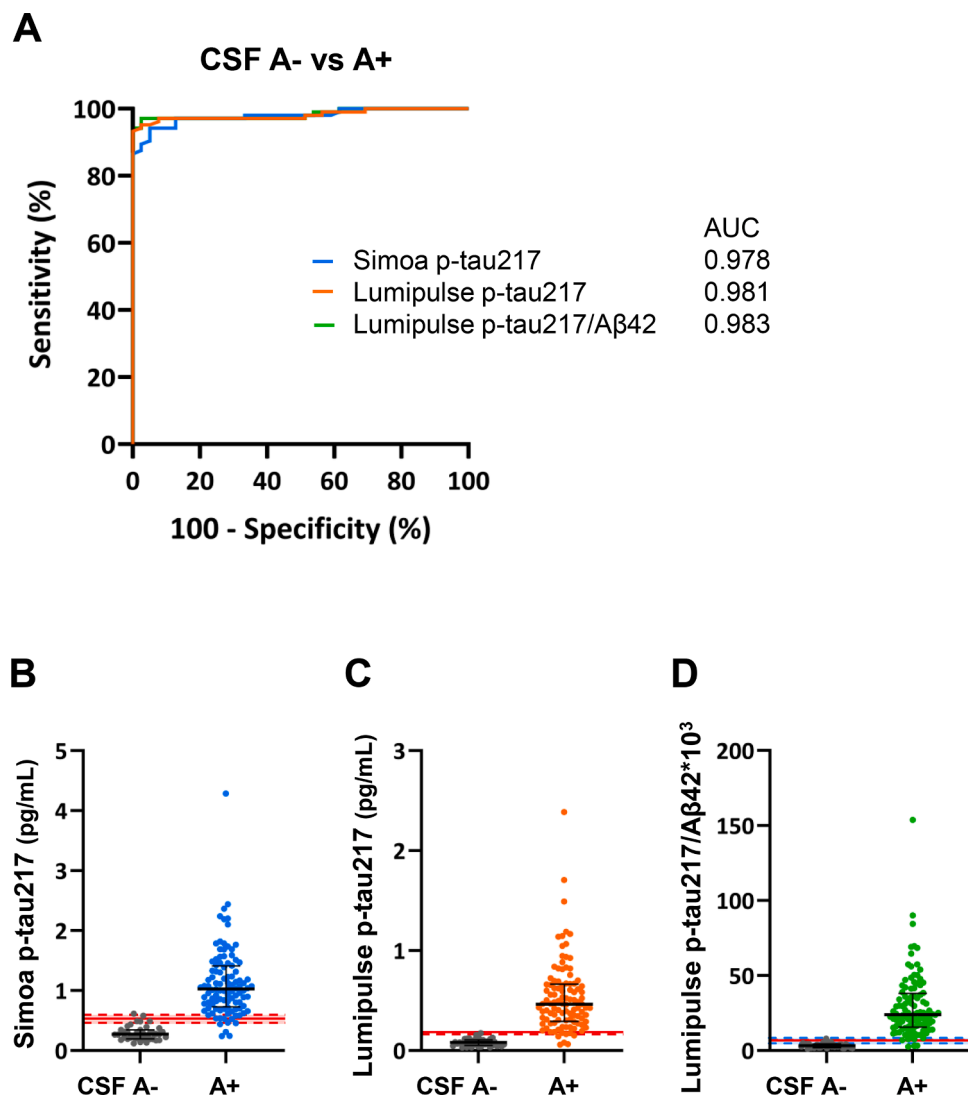 A
CSF A- vs A+
Sensitivity (%)
100
80
60
40
20
0
0 20 40 60 80 100
100 - Specificity (%)
AUC
Simoa p-tau217 0.978
Lumipulse p-tau217 0.981
Lumipulse p-tau217/Aβ42 0.983
B
Simoa p-tau217 (pg/mL)
5
4
3
2
1
0
CSF A- A+
C
Lumipulse p-tau217 (pg/mL)
3
2
1
0
CSF A- A+
D
Lumipulse p-tau217/Aβ42*10³
200
150
100
50
0
CSF A- A+